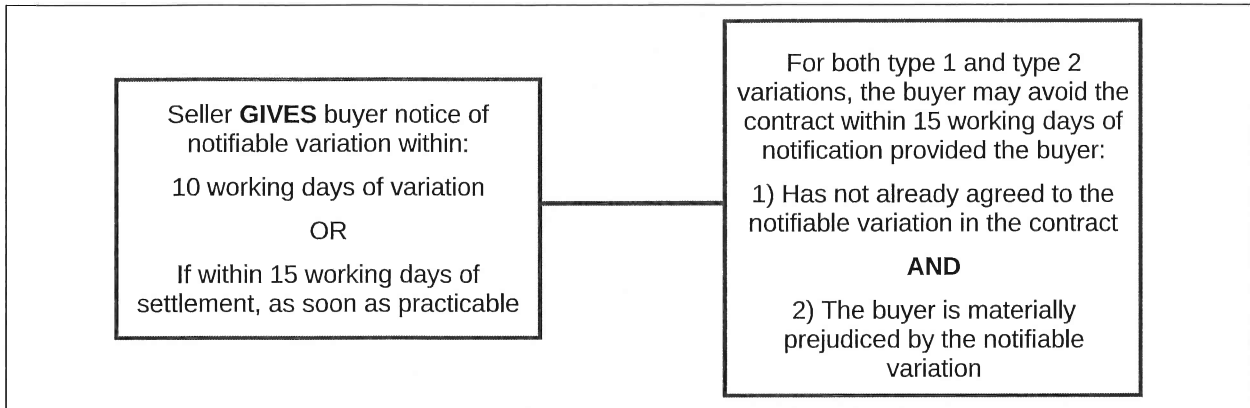 Seller GIVES buyer notice of
notifiable variation within:
10 working days of variation
OR
If within 15 working days of
settlement, as soon as practicable
For both type 1 and type 2
variations, the buyer may avoid the
contract within 15 working days of
notification provided the buyer:
1) Has not already agreed to the
notifiable variation in the contract
AND
2) The buyer is materially
prejudiced by the notifiable
variation